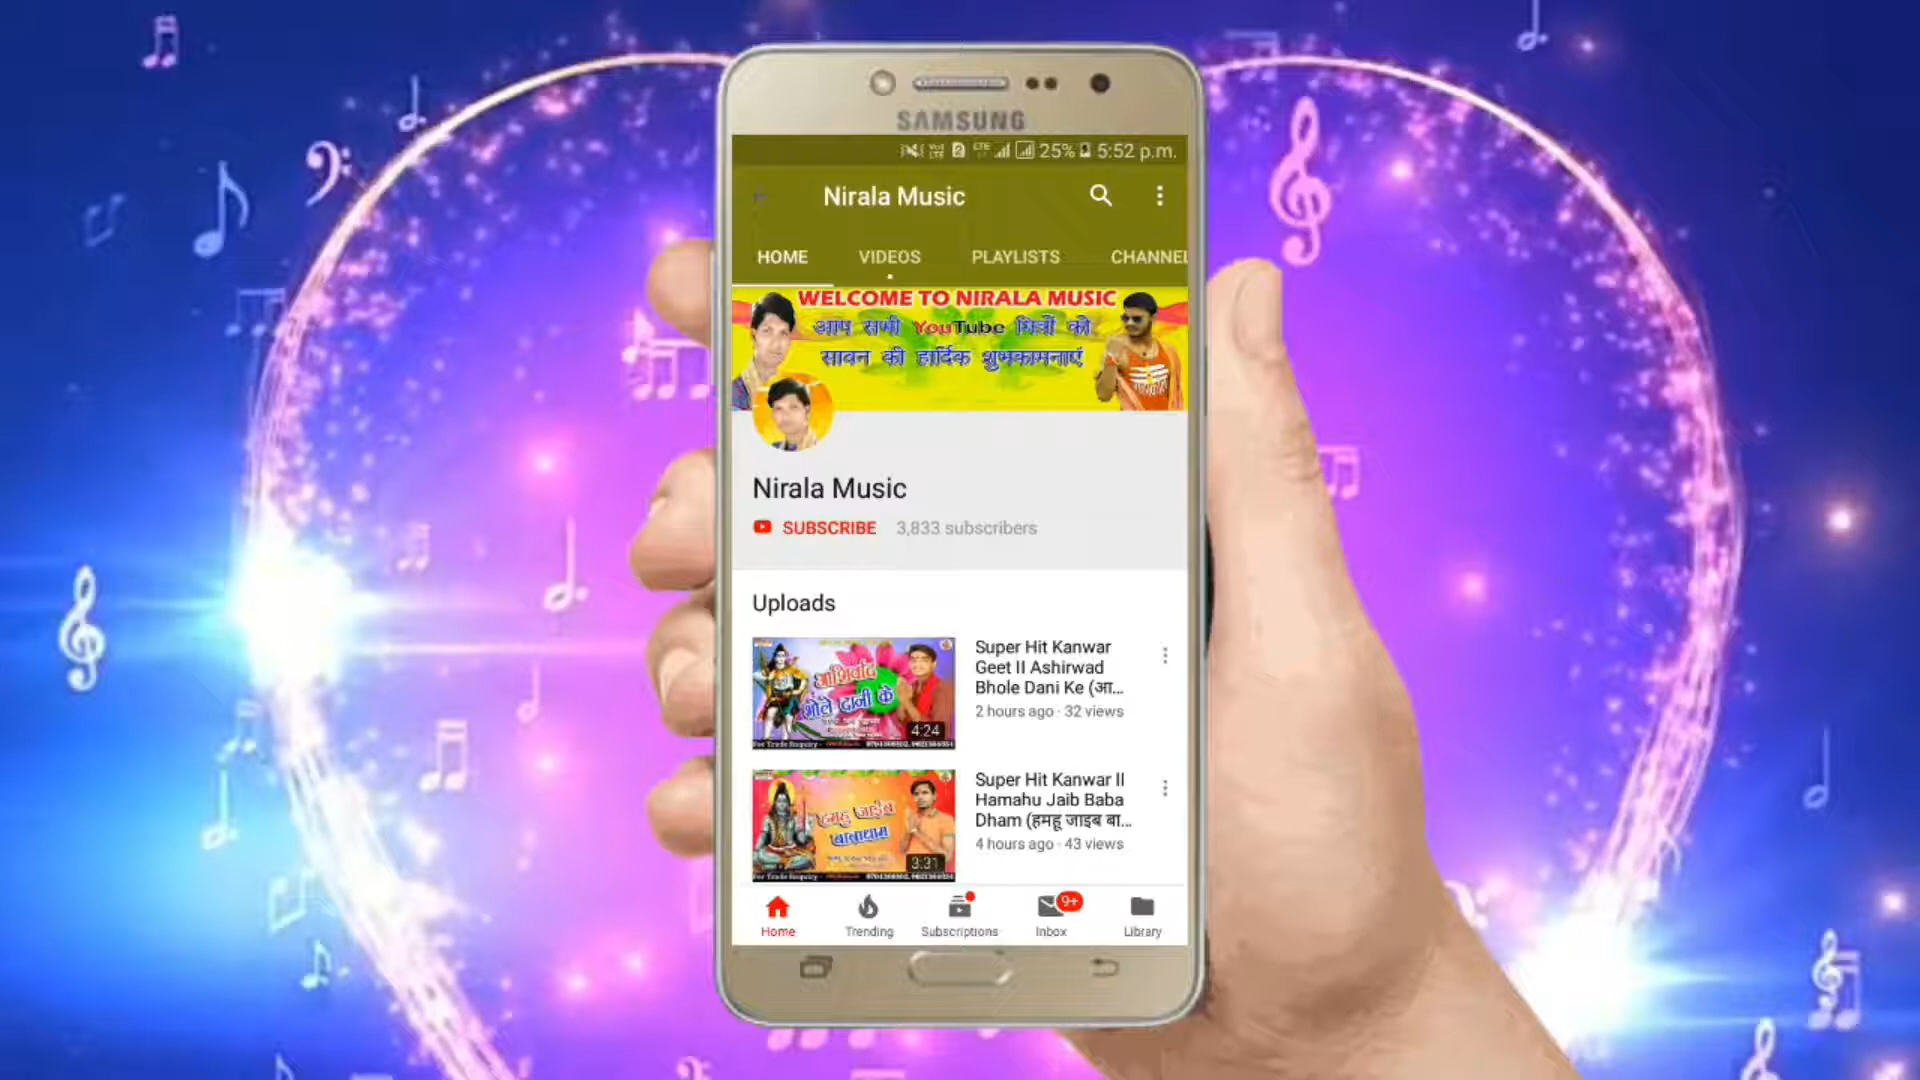 SAMSUNG
25% 5:52 p.m.
Nirala Music
HOME VIDEOS PLAYLISTS CHANNEL
WELCOME TO NIRALA MUSIC
आप सभी YouTube मित्रों को
सावन की हार्दिक शुभकामनाएं
Nirala Music
SUBSCRIBE 3,833 subscribers
Uploads
आशिर्वाद
भोले दानी के
4:24
Super Hit Kanwar
Geet II Ashirwad
Bhole Dani Ke (आ...
2 hours ago · 32 views
हमहू जाईब
बाबाधाम
3:31
Super Hit Kanwar II
Hamahu Jaib Baba
Dham (हमहू जाइब बा...
4 hours ago · 43 views
9+
Home Trending Subscriptions Inbox Library